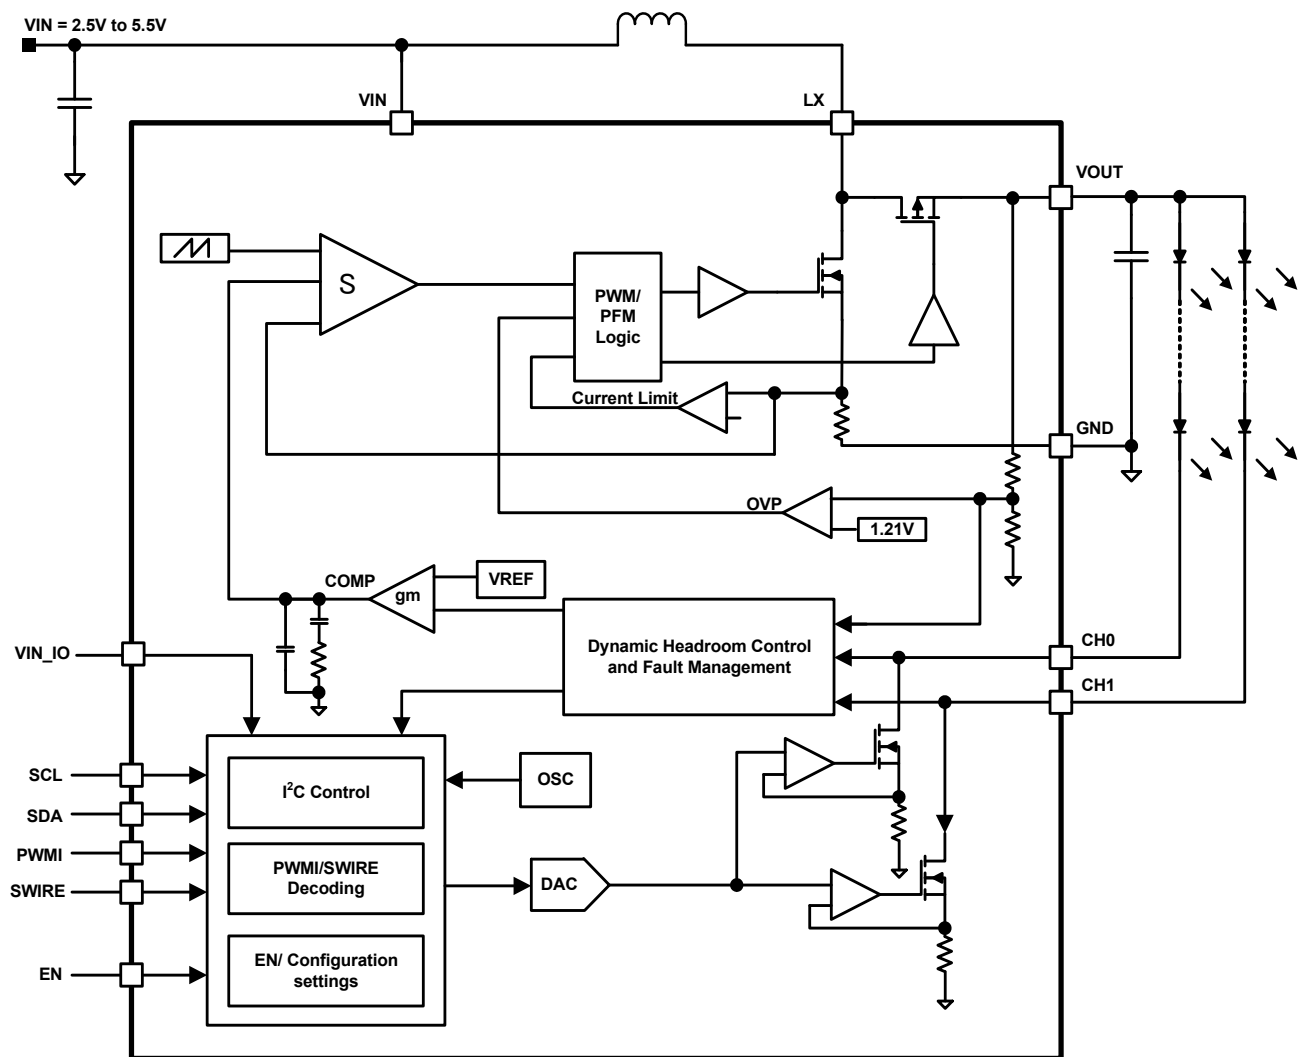 VIN = 2.5V to 5.5V
VIN
LX
VOUT
S
PWM/
PFM
Logic
Current Limit
GND
OVP
1.21V
COMP
gm
VREF
VIN_IO
Dynamic Headroom Control
and Fault Management
CH0
CH1
SCL
SDA
PWMI
SWIRE
EN
I²C Control
OSC
PWMI/SWIRE
Decoding
DAC
EN/ Configuration
settings